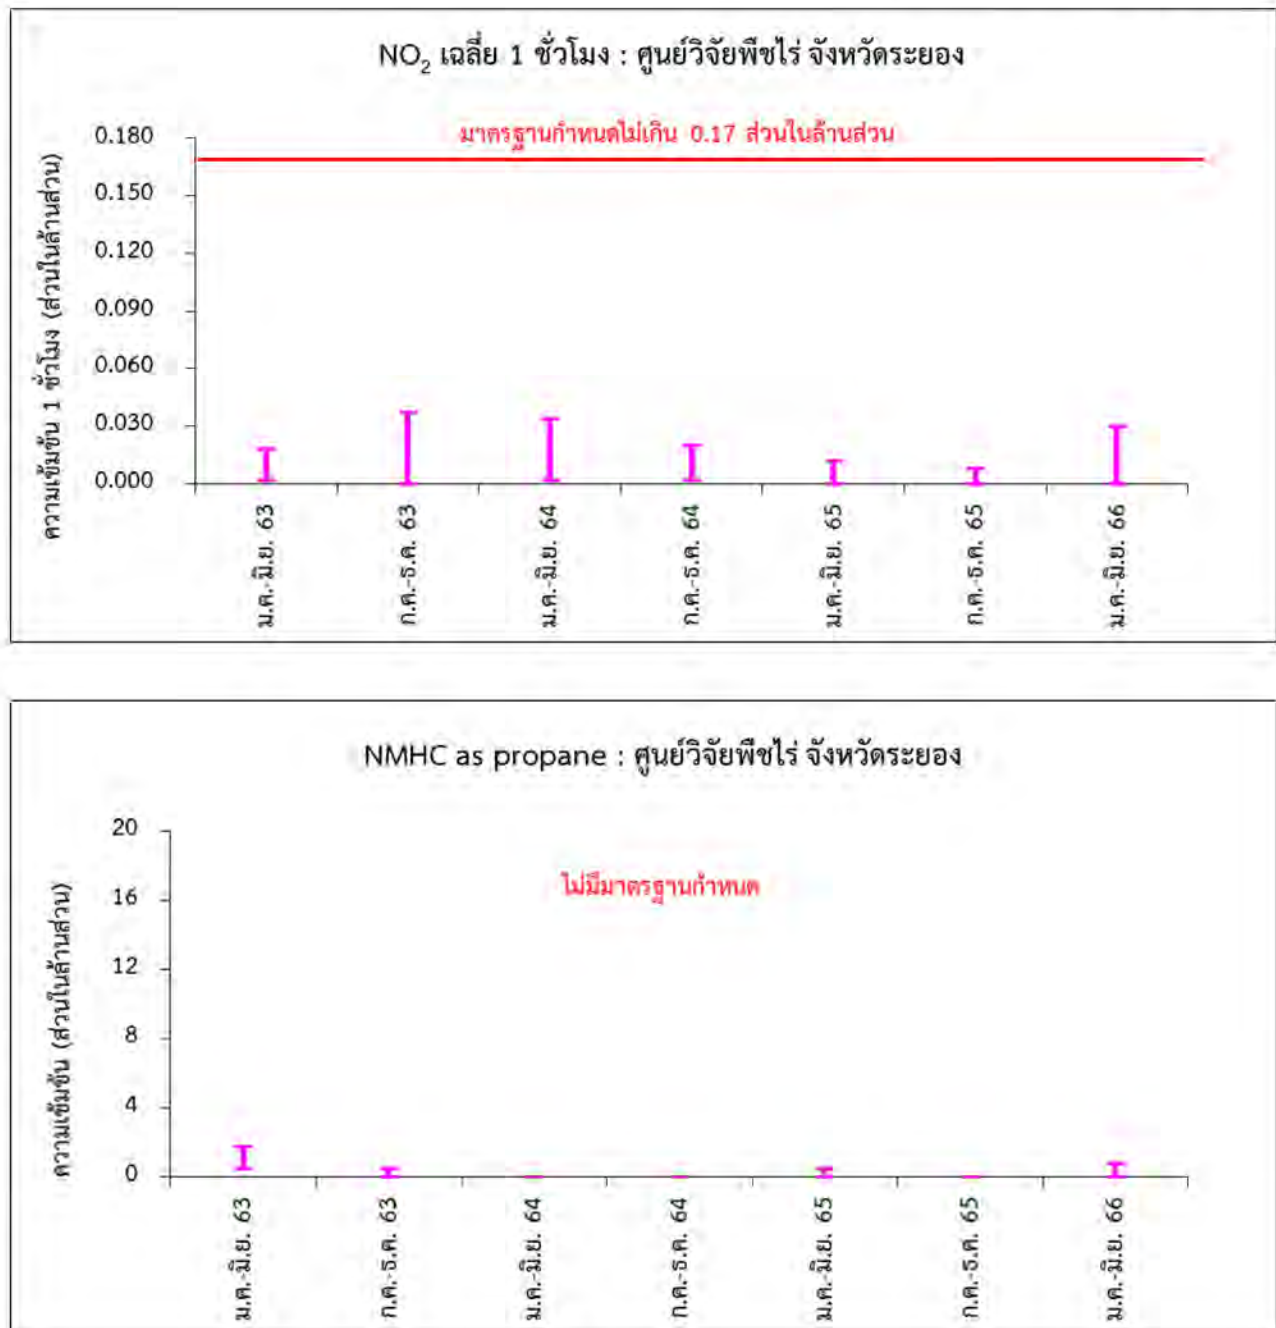 NO₂ เฉลี่ย 1 ชั่วโมง : ศูนย์วิจัยพืชไร่ จังหวัดระยอง
มาตรฐานกำหนดไม่เกิน 0.17 ส่วนในล้านส่วน
ความเข้มข้น 1 ชั่วโมง (ส่วนในล้านส่วน)
0.180
0.150
0.120
0.090
0.060
0.030
0.000
ม.ค.-มิ.ย. 63
ก.ค.-ธ.ค. 63
ม.ค.-มิ.ย. 64
ก.ค.-ธ.ค. 64
ม.ค.-มิ.ย. 65
ก.ค.-ธ.ค. 65
ม.ค.-มิ.ย. 66
NMHC as propane : ศูนย์วิจัยพืชไร่ จังหวัดระยอง
ไม่มีมาตรฐานกำหนด
ความเข้มข้น (ส่วนในล้านส่วน)
20
16
12
8
4
0
ม.ค.-มิ.ย. 63
ก.ค.-ธ.ค. 63
ม.ค.-มิ.ย. 64
ก.ค.-ธ.ค. 64
ม.ค.-มิ.ย. 65
ก.ค.-ธ.ค. 65
ม.ค.-มิ.ย. 66